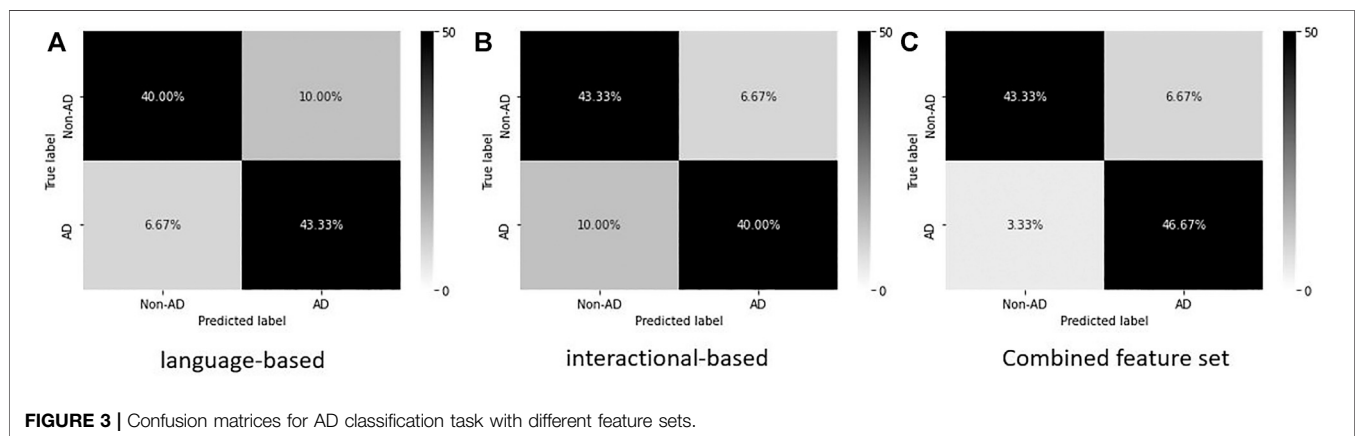 A
50
Non-AD
40.00%
10.00%
True label
AD
6.67%
43.33%
0
Non-AD
AD
Predicted label
language-based
B
50
Non-AD
43.33%
6.67%
True label
AD
10.00%
40.00%
0
Non-AD
AD
Predicted label
interactional-based
C
50
Non-AD
43.33%
6.67%
True label
AD
3.33%
46.67%
0
Non-AD
AD
Predicted label
Combined feature set
FIGURE 3 | Confusion matrices for AD classification task with different feature sets.